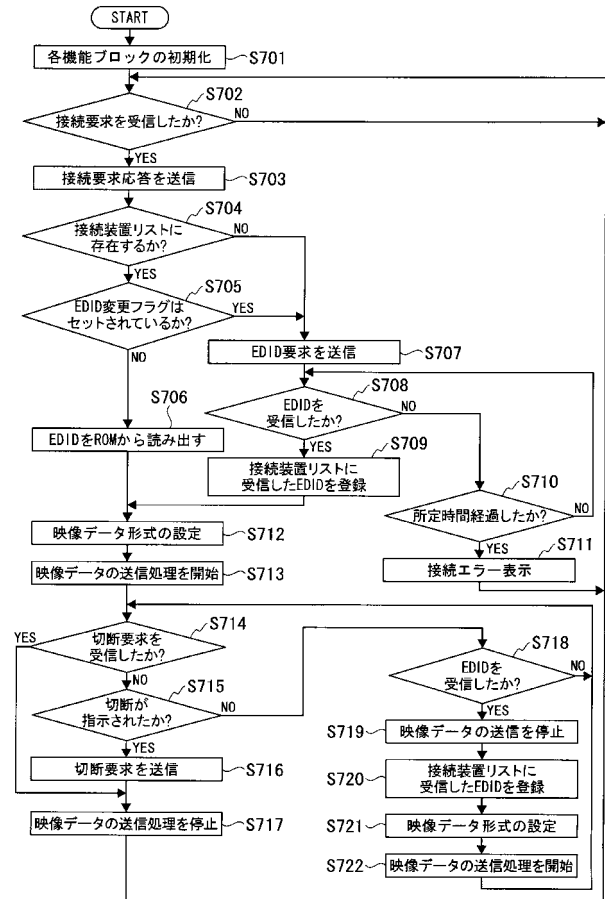 START
各機能ブロックの初期化
S701
S702
接続要求を受信したか?
NO
YES
接続要求応答を送信
S703
S704
接続装置リストに
存在するか?
NO
YES
S705
EDID変更フラグは
セットされているか?
YES
NO
EDID要求を送信
S707
S708
EDIDを
受信したか?
NO
YES
S706
EDIDをROMから読み出す
S709
接続装置リストに
受信したEDIDを登録
S710
所定時間経過したか?
NO
YES
S711
接続エラー表示
映像データ形式の設定
S712
映像データの送信処理を開始
S713
S714
YES
切断要求を
受信したか?
NO
S715
切断が
指示されたか?
NO
YES
切断要求を送信
S716
映像データの送信処理を停止
S717
S718
EDIDを
受信したか?
NO
YES
S719
映像データの送信を停止
S720
接続装置リストに
受信したEDIDを登録
S721
映像データ形式の設定
S722
映像データの送信処理を開始